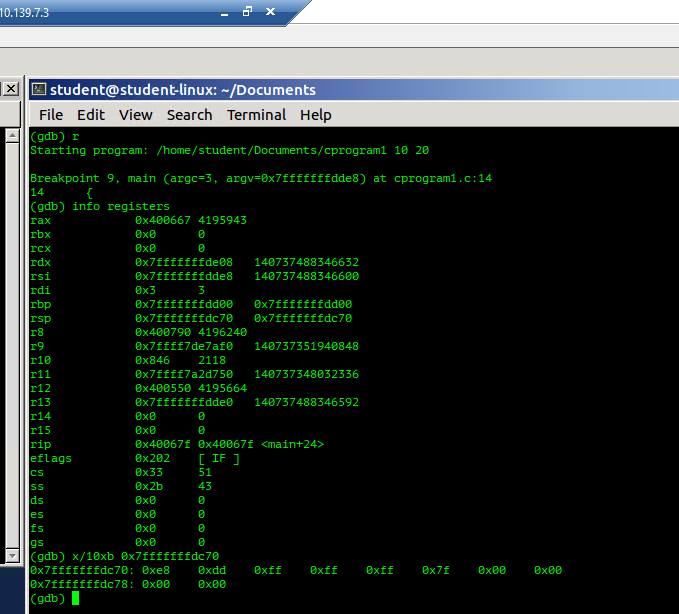 10.139.7.3
student@student-linux: ~/Documents
File Edit View Search Terminal Help
(gdb) r
Starting program: /home/student/Documents/cprogram1 10 20
Breakpoint 9, main (argc=3, argv=0x7fffffffdde8) at cprogram1.c:14
14 {
(gdb) info registers
rax 0x400667 4195943
rbx 0x0 0
rcx 0x0 0
rdx 0x7fffffffde08 140737488346632
rsi 0x7fffffffdde8 140737488346600
rdi 0x3 3
rbp 0x7fffffffdd00 0x7fffffffdd00
rsp 0x7fffffffdc70 0x7fffffffdc70
r8 0x400790 4196240
r9 0x7ffff7de7af0 140737351940848
r10 0x846 2118
r11 0x7ffff7a2d750 140737348032336
r12 0x400550 4195664
r13 0x7fffffffdde0 140737488346592
r14 0x0 0
r15 0x0 0
rip 0x40067f 0x40067f <main+24>
eflags 0x202 [ IF ]
cs 0x33 51
ss 0x2b 43
ds 0x0 0
es 0x0 0
fs 0x0 0
gs 0x0 0
(gdb) x/10xb 0x7fffffffdc70
0x7fffffffdc70: 0xe8 0xdd 0xff 0xff 0xff 0x7f 0x00 0x00
0x7fffffffdc78: 0x00 0x00
(gdb)